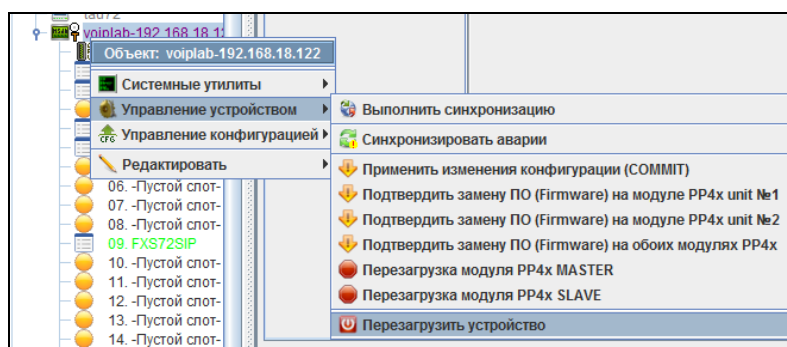 tau72
voiplab-192.168.18.12
Объект: voiplab-192.168.18.122
Системные утилиты
Управление устройством
Управление конфигурацией
Редактировать
Выполнить синхронизацию
Синхронизировать аварии
Применить изменения конфигурации (COMMIT)
Подтвердить замену ПО (Firmware) на модуле PP4x unit №1
Подтвердить замену ПО (Firmware) на модуле PP4x unit №2
Подтвердить замену ПО (Firmware) на обоих модулях PP4x
Перезагрузка модуля PP4x MASTER
Перезагрузка модуля PP4x SLAVE
Перезагрузить устройство
CFG
06. -Пустой слот-
07. -Пустой слот-
08. -Пустой слот-
09. FXS72SIP
10. -Пустой слот-
11. -Пустой слот-
12. -Пустой слот-
13. -Пустой слот-
14. -Пустой слот-